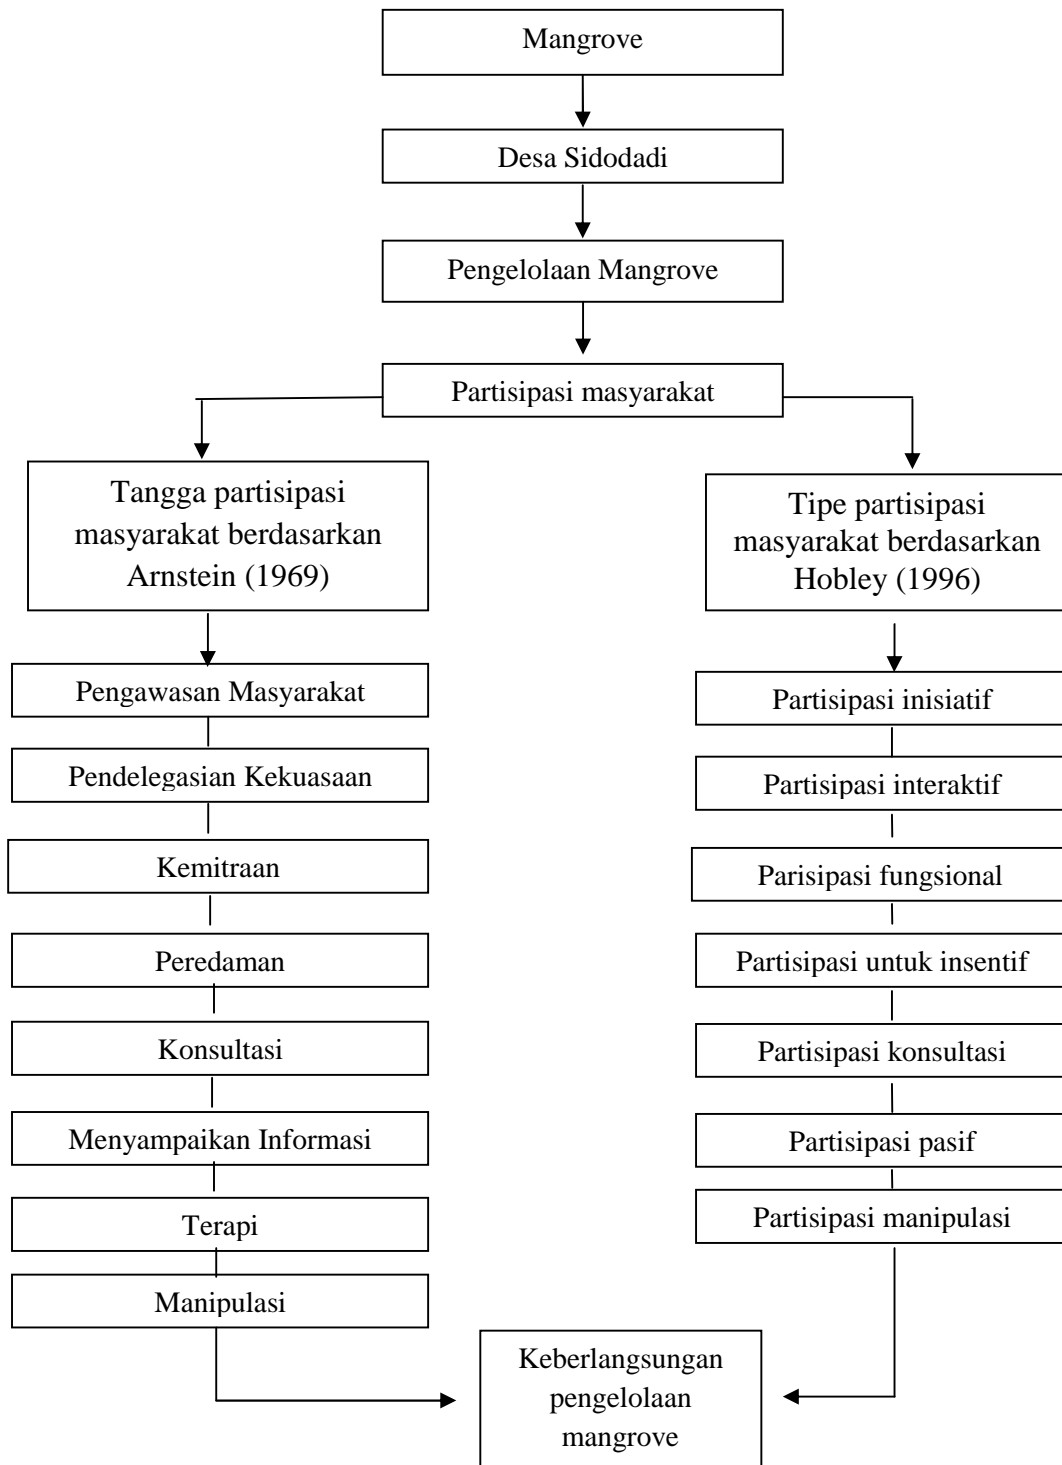 Mangrove
Desa Sidodadi
Pengelolaan Mangrove
Partisipasi masyarakat
Tangga partisipasi
masyarakat berdasarkan
Arnstein (1969)
Pengawasan Masyarakat
Pendelegasian Kekuasaan
Kemitraan
Peredaman
Konsultasi
Menyampaikan Informasi
Terapi
Manipulasi
Tipe partisipasi
masyarakat berdasarkan
Hobley (1996)
Partisipasi inisiatif
Partisipasi interaktif
Parisipasi fungsional
Partisipasi untuk insentif
Partisipasi konsultasi
Partisipasi pasif
Partisipasi manipulasi
Keberlangsungan
pengelolaan
mangrove